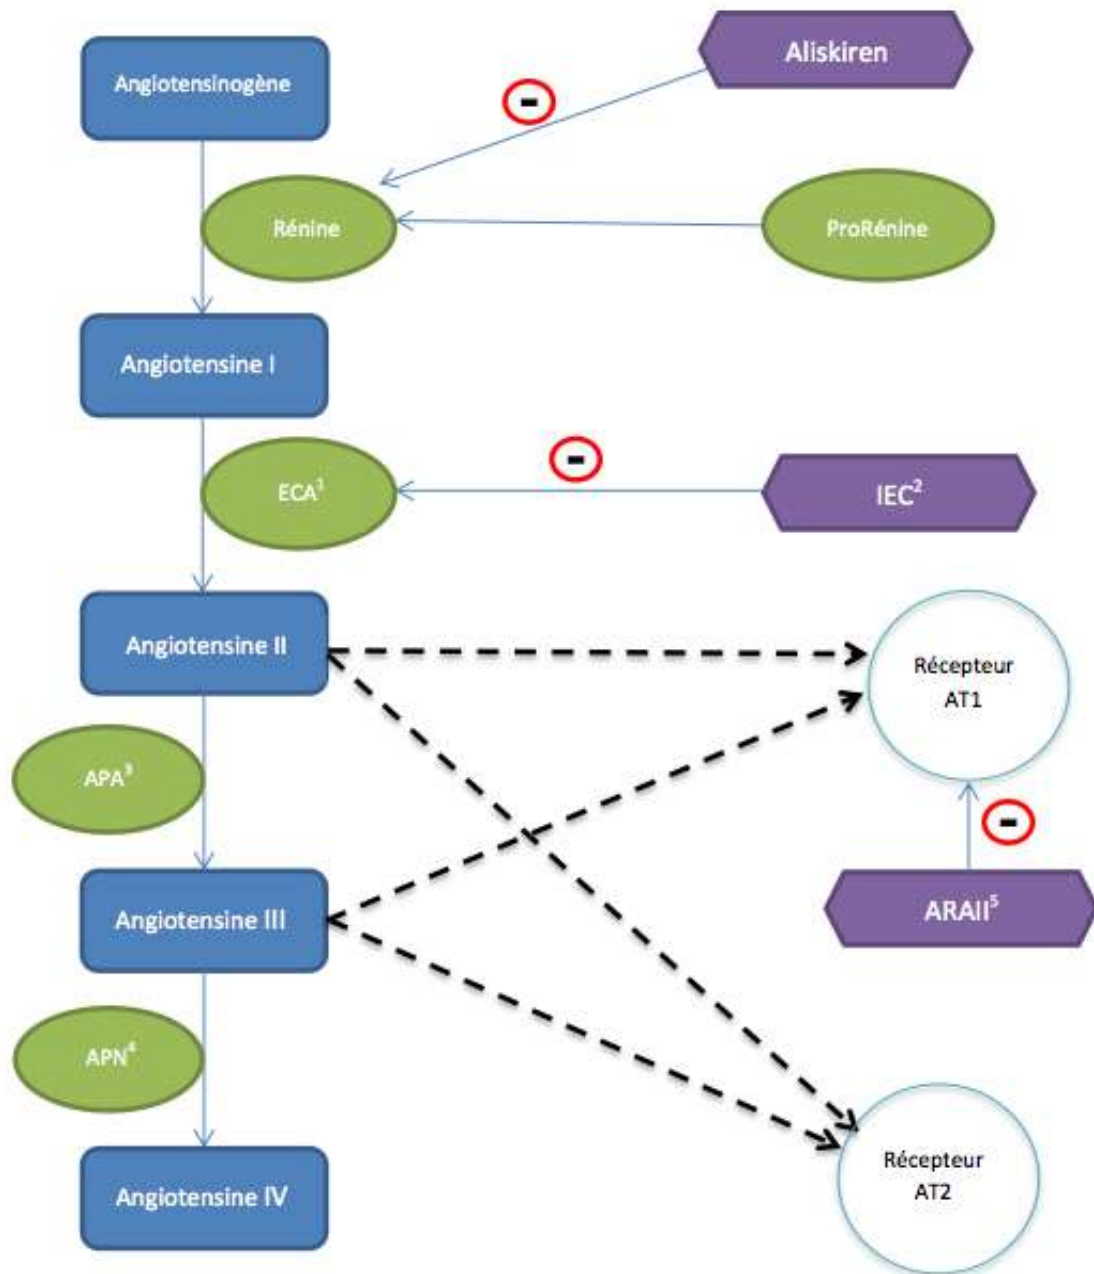 Aliskiren
Angiotensinogène
-
Rénine
ProRénine
Angiotensine I
-
ECA¹
IEC²
Angiotensine II
Récepteur
AT1
APA³
-
Angiotensine III
ARAII⁵
APN⁴
Récepteur
AT2
Angiotensine IV